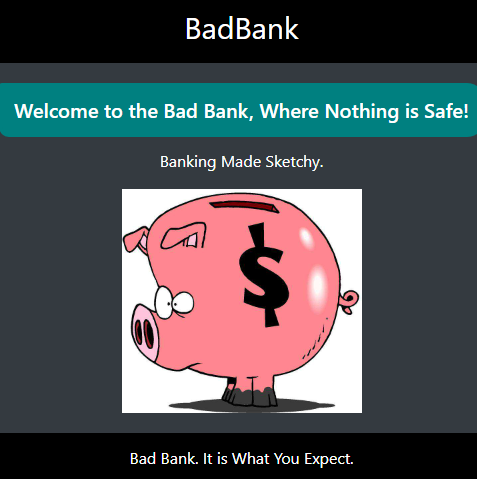 BadBank
Welcome to the Bad Bank, Where Nothing is Safe!
Banking Made Sketchy.
$
Bad Bank. It is What You Expect.